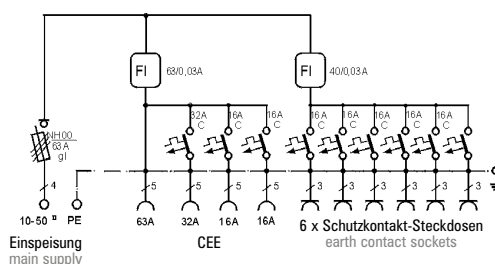 FI 63/0,03A FI 40/0,03A
32A 16A 16A 16A 16A 16A 16A 16A 16A
C C C C C C C C C
NH00
63A
gl
4 5 5 5 5 3 3 3 3 3 3
10-50 ¤ PE 63A 32A 16A 16A 6 x Schutzkontakt-Steckdosen
Einspeisung CEE earth contact sockets
main supply